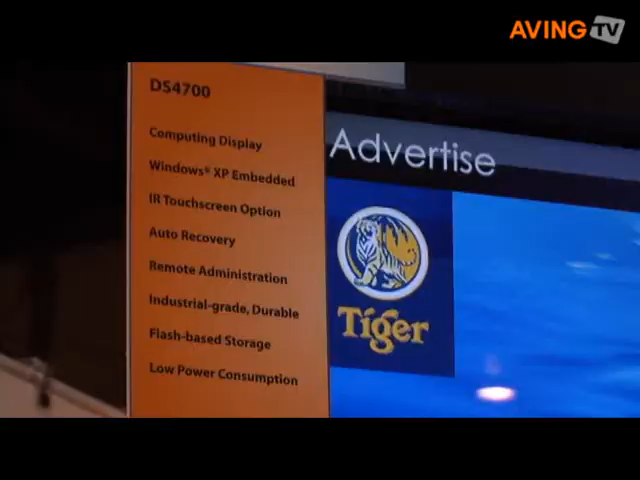 AVING TV
DS4700
Computing Display
Windows® XP Embedded
IR Touchscreen Option
Auto Recovery
Remote Administration
Industrial-grade, Durable
Flash-based Storage
Low Power Consumption
Advertise
Tiger